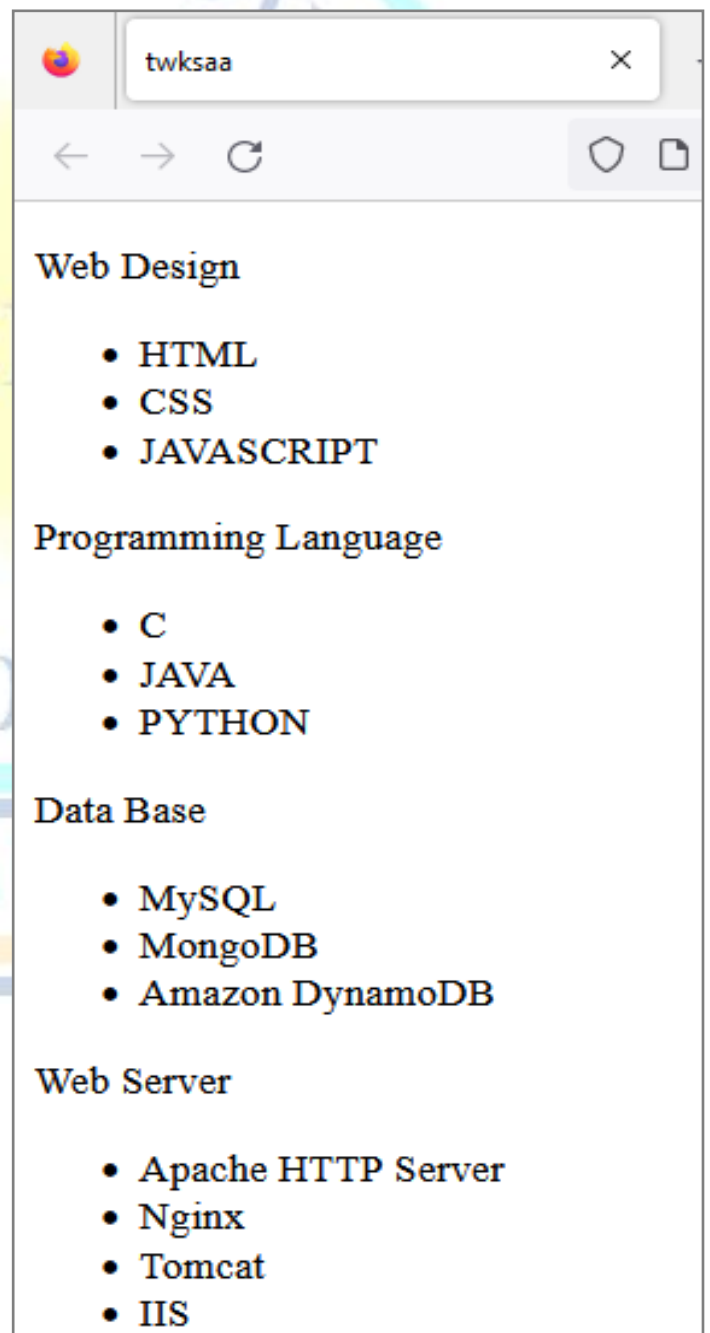 twksaa
Web Design
• HTML
• CSS
• JAVASCRIPT
Programming Language
• C
• JAVA
• PYTHON
Data Base
• MySQL
• MongoDB
• Amazon DynamoDB
Web Server
• Apache HTTP Server
• Nginx
• Tomcat
• IIS